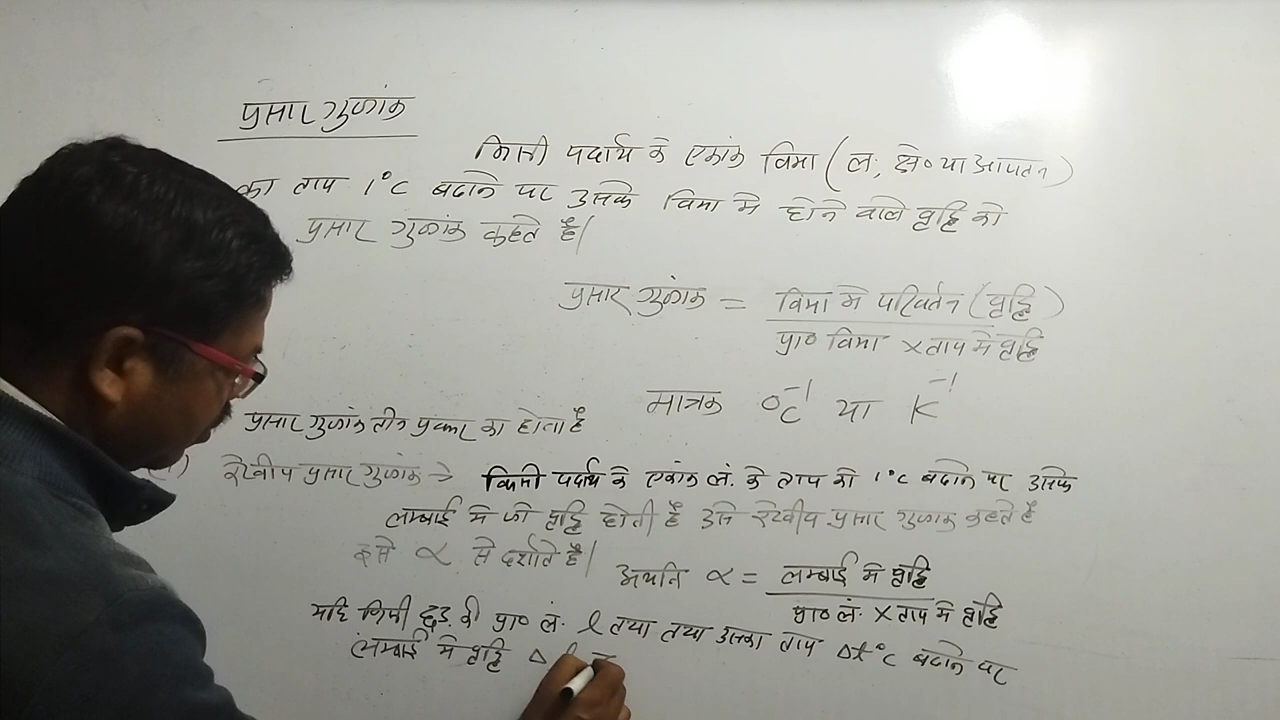 प्रसार गुणांक
किसी पदार्थ के एकांक विमा (ल., क्षे० या आयतन)
का ताप 1°C बढाने पर उसके विमा मे होने वाले वृद्धि को
प्रसार गुणांक कहते है।
प्रसार गुणांक = विमा मे परिवर्तन (वृद्धि)
प्रा० विमा × ताप मे वृद्धि
मात्रक °C⁻¹ या K⁻¹
प्रसार गुणांक तीन प्रकार का होता है
रेखीय प्रसार गुणांक → किसी पदार्थ के एकांक लं. के ताप को 1°C बढाने पर उसके
लम्बाई मे जो वृद्धि होती है उसे रेखीय प्रसार गुणांक कहते है
इसे α से दर्शाते है।
अर्थात α = लम्बाई मे वृद्धि
प्रा० लं. × ताप मे वृद्धि
यदि किसी छड़ की प्रा० लं. l तथा तथा उसका ताप Δt°C बढाने पर
लम्बाई मे वृद्धि Δl